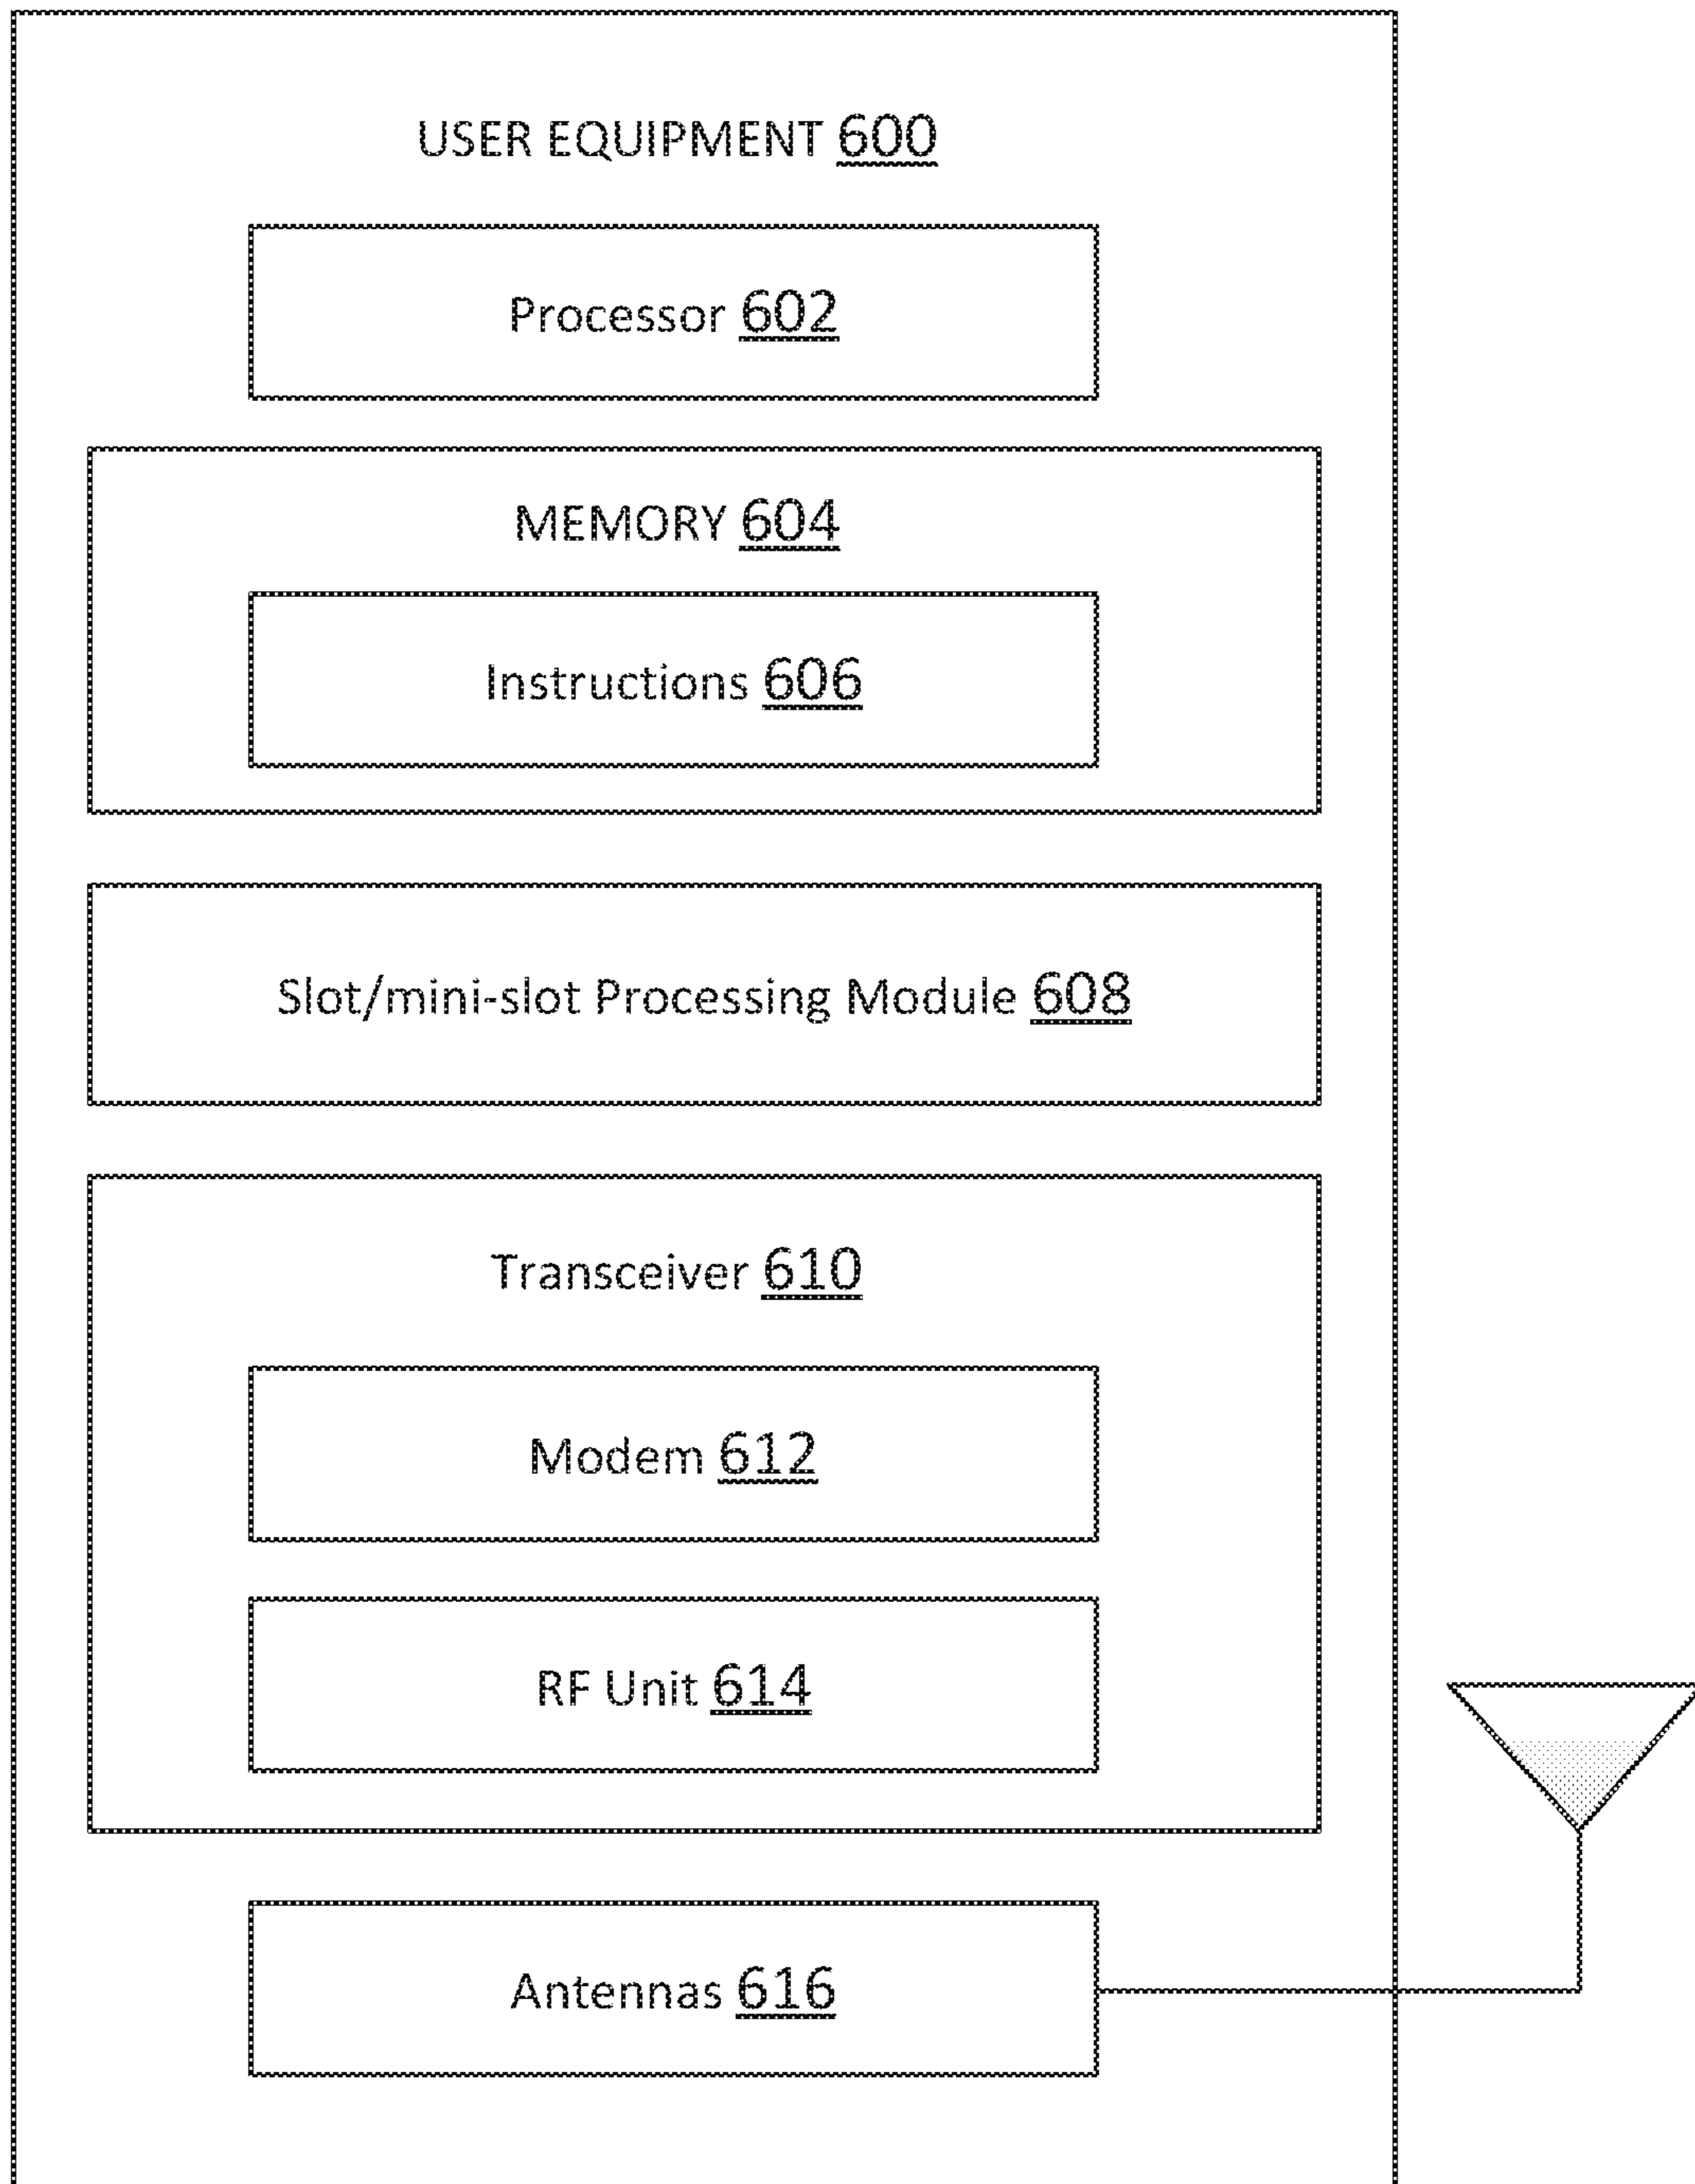 USER EQUIPMENT 600
Processor 602
MEMORY 604
Instructions 606
Slot/mini-slot Processing Module 608
Transceiver 610
Modem 612
RF Unit 614
Antennas 616